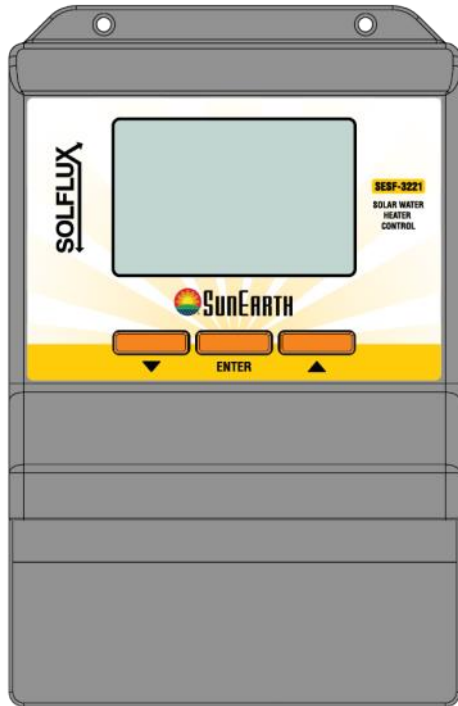 SOLFLUX
SESF-3221
SOLAR WATER
HEATER
CONTROL
SUNEARTH
ENTER